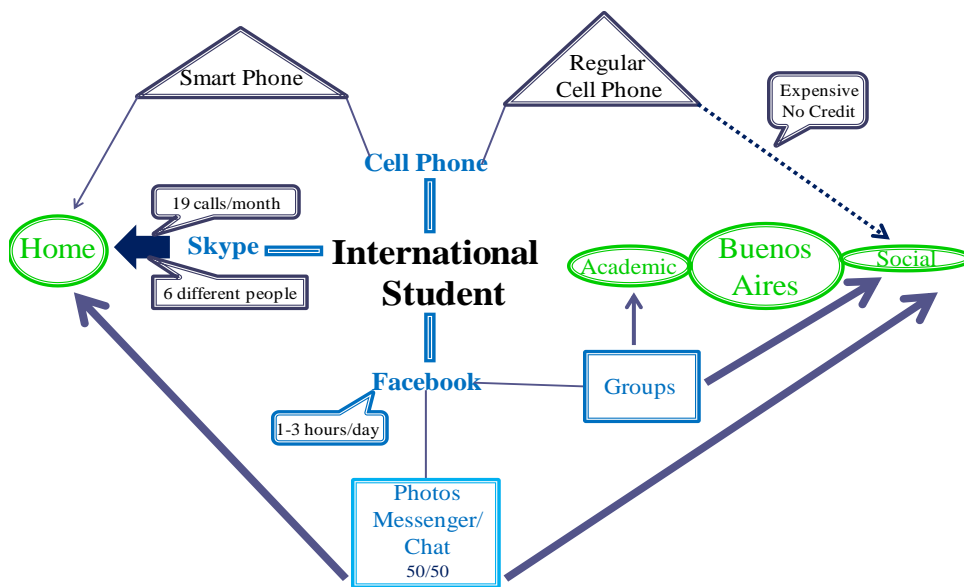 Smart Phone
Regular
Cell Phone
Expensive
No Credit
Cell Phone
19 calls/month
Home
Skype
International
Student
Academic
Buenos
Aires
Social
6 different people
Facebook
Groups
1-3 hours/day
Photos
Messenger/
Chat
50/50